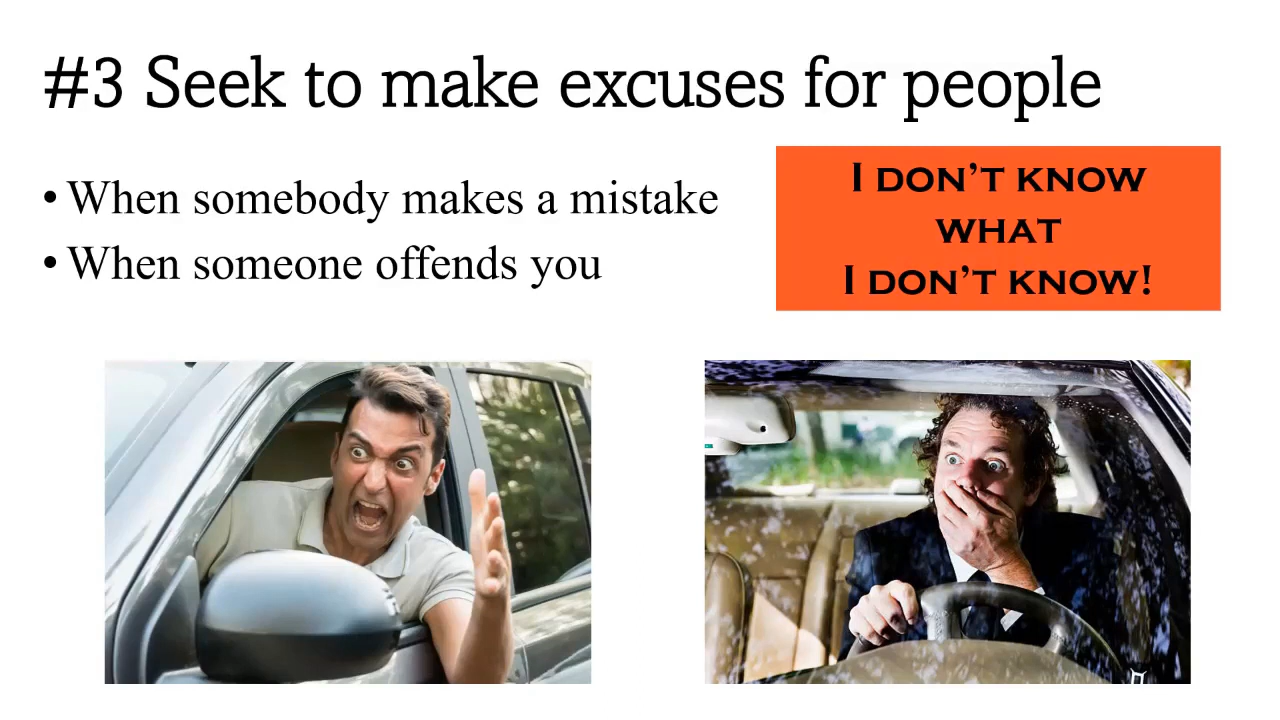 #3 Seek to make excuses for people
• When somebody makes a mistake
• When someone offends you
I DON’T KNOW
WHAT
I DON’T KNOW!